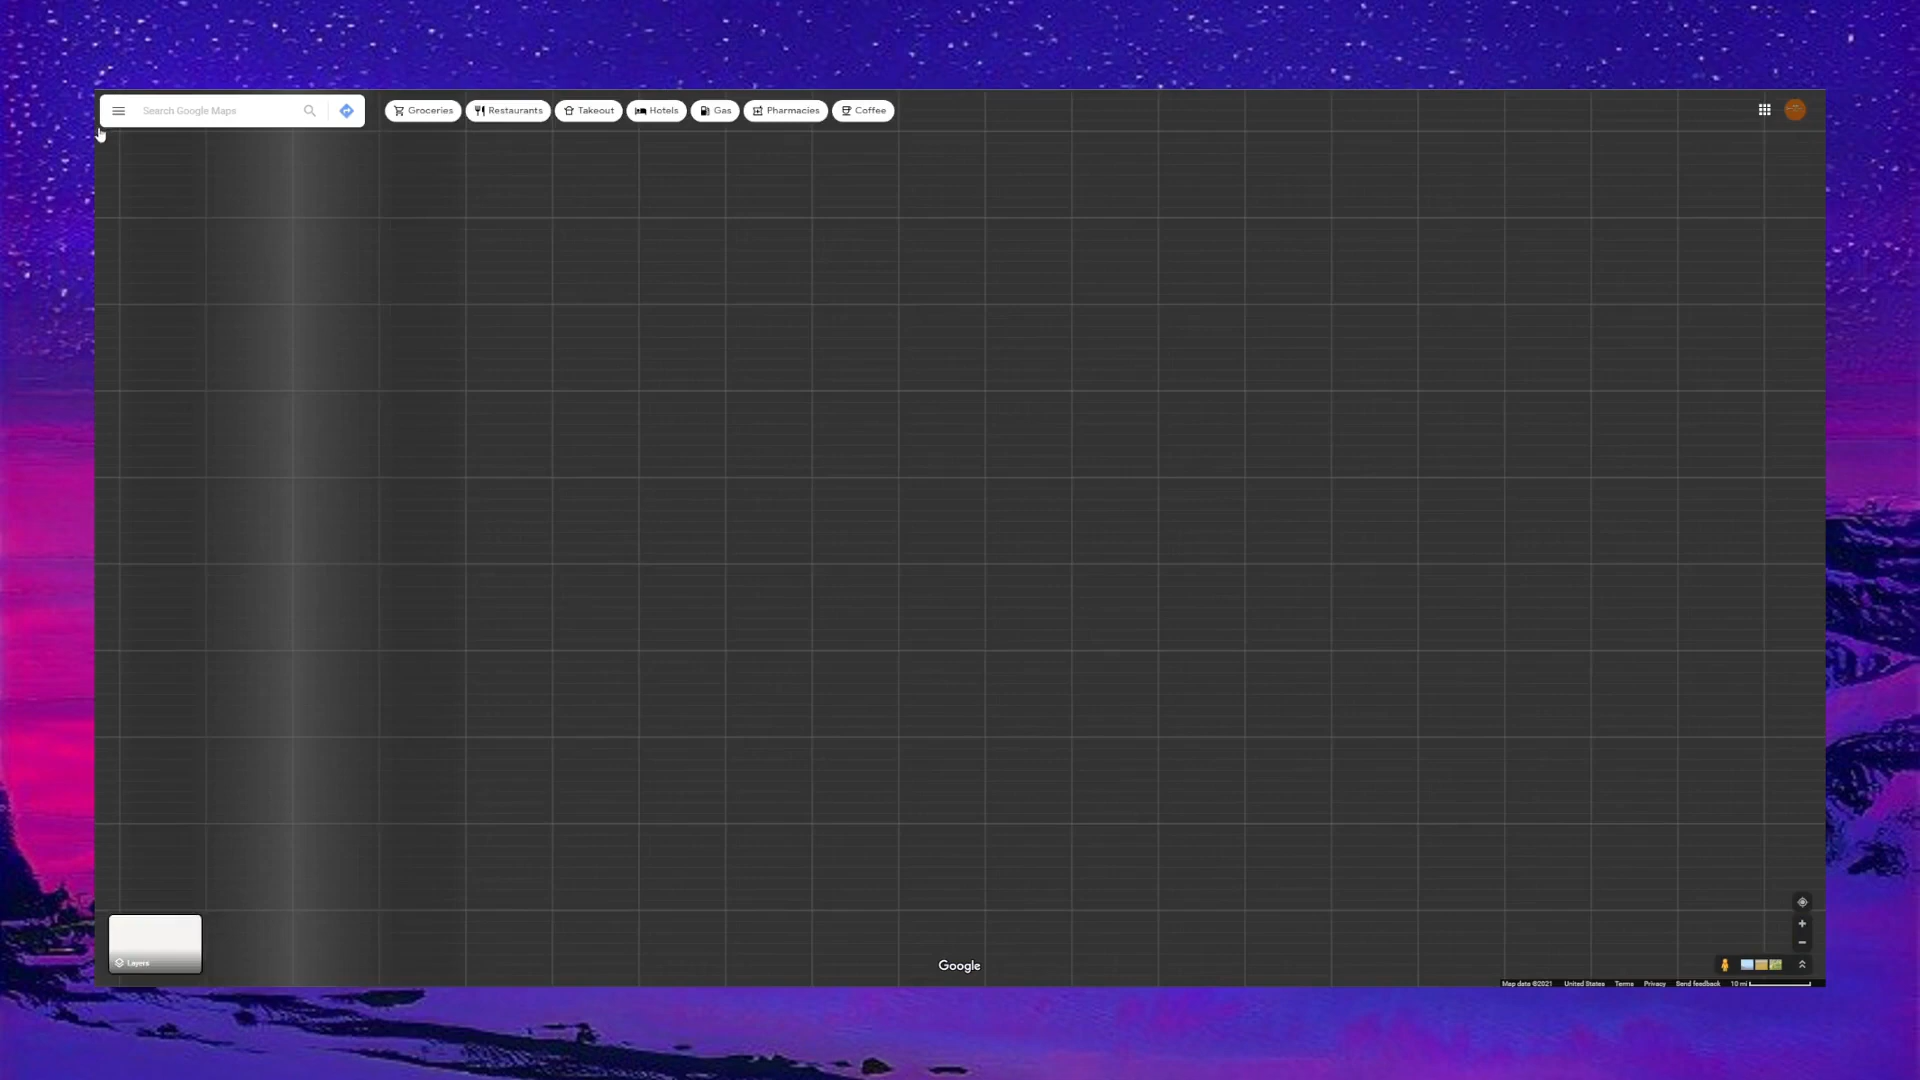 Search Google Maps
Groceries
Restaurants
Takeout
Hotels
Gas
Pharmacies
Coffee
Layers
Google
Map data ©2021 United States Terms Privacy Send feedback 10 mi